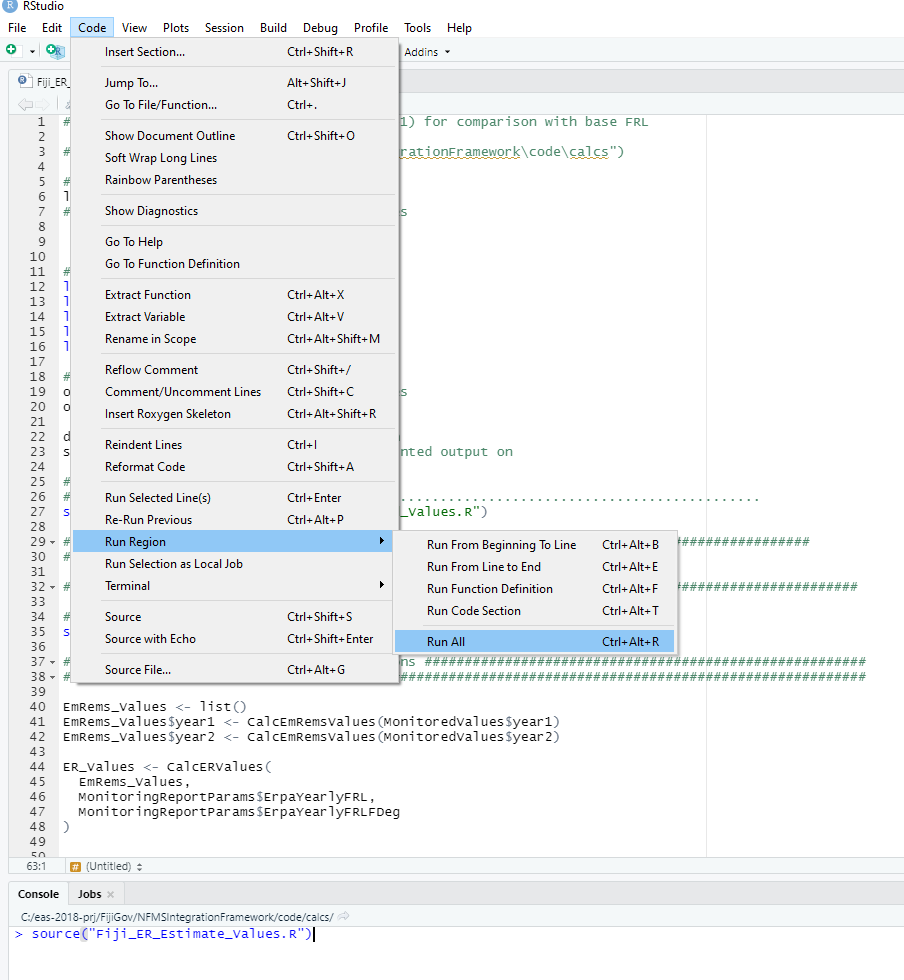 RStudio
File Edit Code View Plots Session Build Debug Profile Tools Help
Addins
Insert Section... Ctrl+Shift+R
Jump To... Alt+Shift+J
Go To File/Function... Ctrl+.
Show Document Outline Ctrl+Shift+O
Soft Wrap Long Lines
Rainbow Parentheses
Show Diagnostics
Go To Help
Go To Function Definition
Extract Function Ctrl+Alt+X
Extract Variable Ctrl+Alt+V
Rename in Scope Ctrl+Alt+Shift+M
Reflow Comment Ctrl+Shift+/
Comment/Uncomment Lines Ctrl+Shift+C
Insert Roxygen Skeleton Ctrl+Alt+Shift+R
Reindent Lines Ctrl+I
Reformat Code Ctrl+Shift+A
Run Selected Line(s) Ctrl+Enter
Re-Run Previous Ctrl+Alt+P
Run Region
Run Selection as Local Job
Terminal
Source Ctrl+Shift+S
Source with Echo Ctrl+Shift+Enter
Source File... Ctrl+Alt+G
Run From Beginning To Line Ctrl+Alt+B
Run From Line to End Ctrl+Alt+E
Run Function Definition Ctrl+Alt+F
Run Code Section Ctrl+Alt+T
Run All Ctrl+Alt+R
Fiji_ER_
1 # 1) for comparison with base FRL
2
3 # rationFramework\code\calcs")
4
5 #
6 l
7 # s
8
9
10
11 #
12 l
13 l
14 l
15 l
16 l
17
18 #
19 o s
20 o
21
22 d
23 s nted output on
24
25 #
26 # ................................................
27 s _Values.R")
28
29 # #################
30 #
31
32 # #######################
33
34 #
35 s
36
37 # ns ##########################################################
38 # #############################################################
39
40 EmRems_Values <- list()
41 EmRems_Values$year1 <- CalcEmRemsValues(MonitoredValues$year1)
42 EmRems_Values$year2 <- CalcEmRemsValues(MonitoredValues$year2)
43
44 ER_Values <- CalcERValues(
45 EmRems_Values,
46 MonitoringReportParams$ErpaYearlyFRL,
47 MonitoringReportParams$ErpaYearlyFRLFDeg
48 )
49
50
63:1 # (Untitled)
Console Jobs
C:/eas-2018-prj/FijiGov/NFMSIntegrationFramework/code/calcs/
> source("Fiji_ER_Estimate_Values.R")